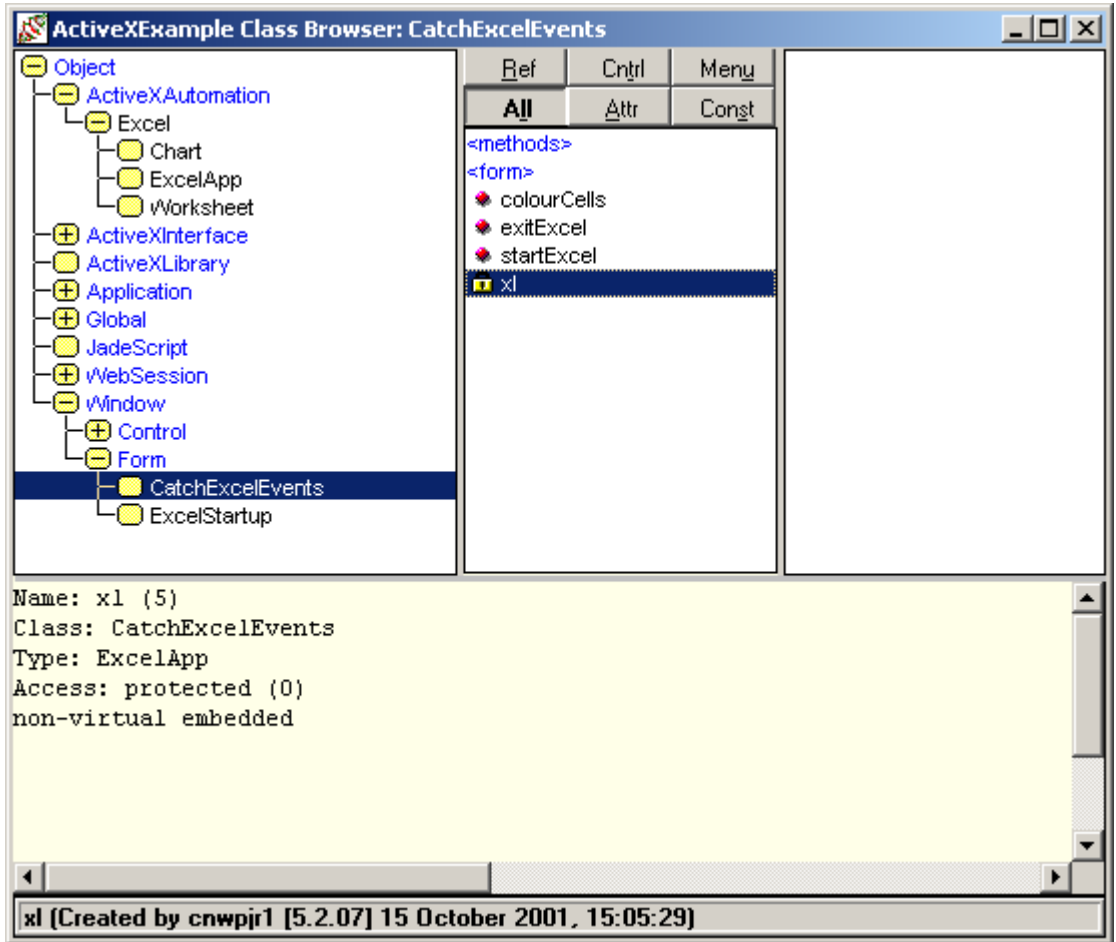 ActiveXExample Class Browser: CatchExcelEvents
Object
ActiveXAutomation
Excel
Chart
ExcelApp
Worksheet
ActiveXInterface
ActiveXLibrary
Application
Global
JadeScript
WebSession
Window
Control
Form
CatchExcelEvents
ExcelStartup
Ref Cntrl Menu
All Attr Const
<methods>
<form>
colourCells
exitExcel
startExcel
xl
Name: xl (5)
Class: CatchExcelEvents
Type: ExcelApp
Access: protected (0)
non-virtual embedded
xl (Created by cnwpjr1 [5.2.07] 15 October 2001, 15:05:29)